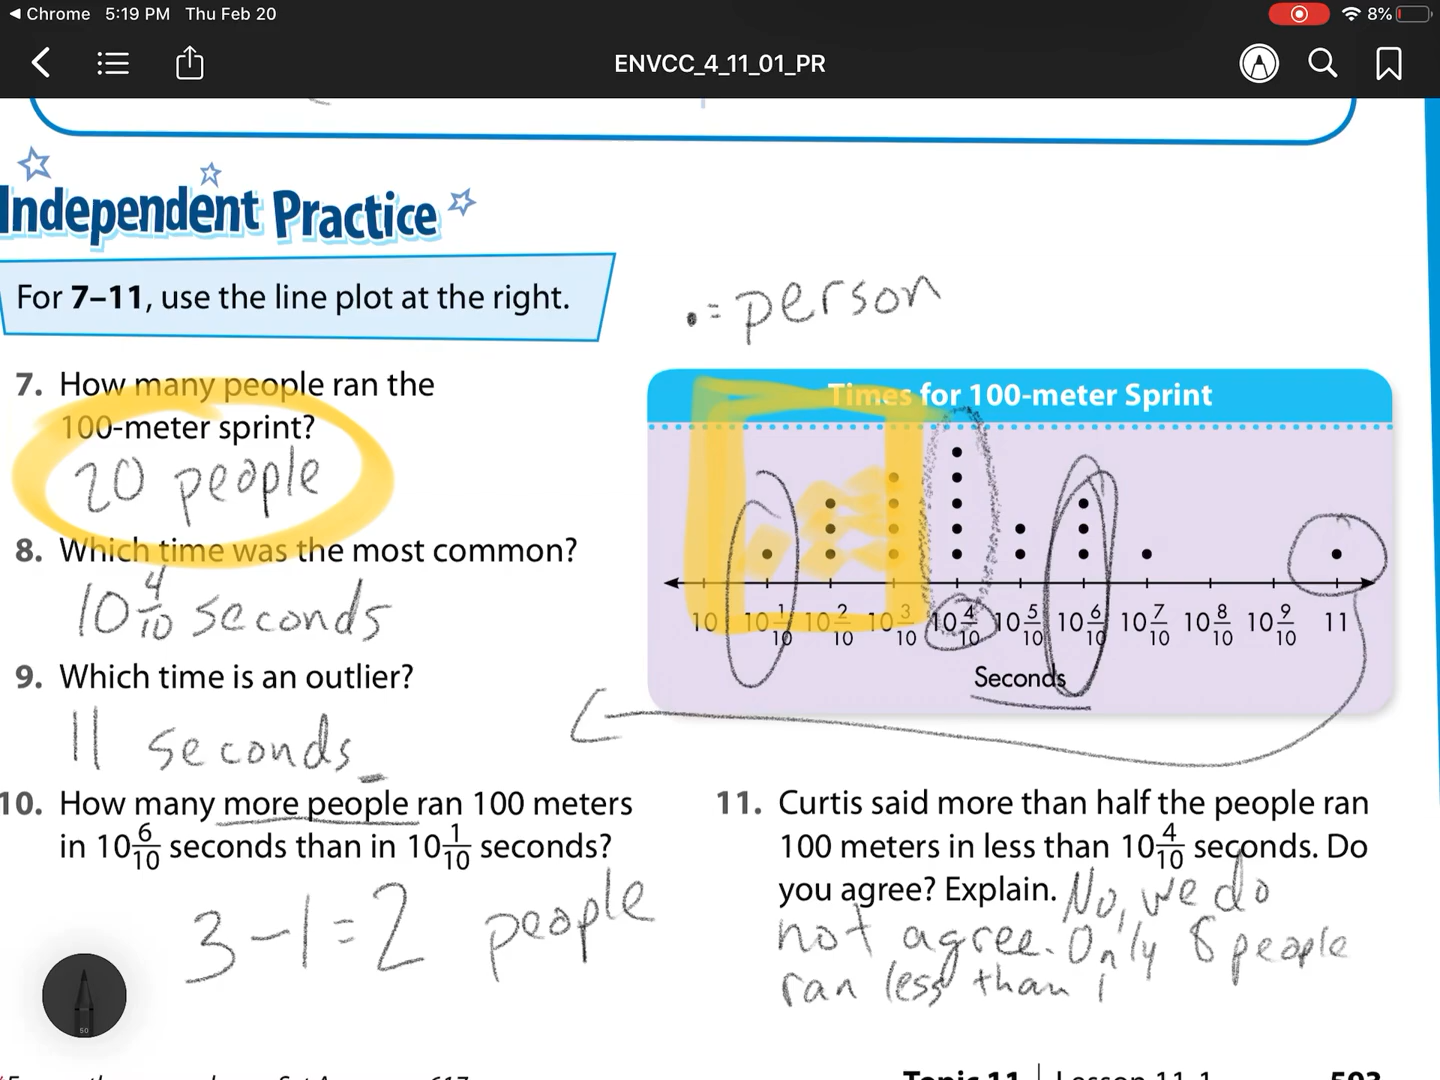 ◀ Chrome 5:19 PM Thu Feb 20 8%
ENVCC_4_11_01_PR
Independent Practice
For 7–11, use the line plot at the right.
• = person
7. How many people ran the
100-meter sprint?
20 people
8. Which time was the most common?
10 4/10 seconds
9. Which time is an outlier?
11 seconds
Times for 100-meter Sprint
10 10 1/10 10 2/10 10 3/10 10 4/10 10 5/10 10 6/10 10 7/10 10 8/10 10 9/10 11
Seconds
10. How many more people ran 100 meters
in 10 6/10 seconds than in 10 1/10 seconds?
3-1=2 people
11. Curtis said more than half the people ran
100 meters in less than 10 4/10 seconds. Do
you agree? Explain. No, we do
not agree. Only 8 people
ran less than
50
Topic 11 | Lesson 11-1 593